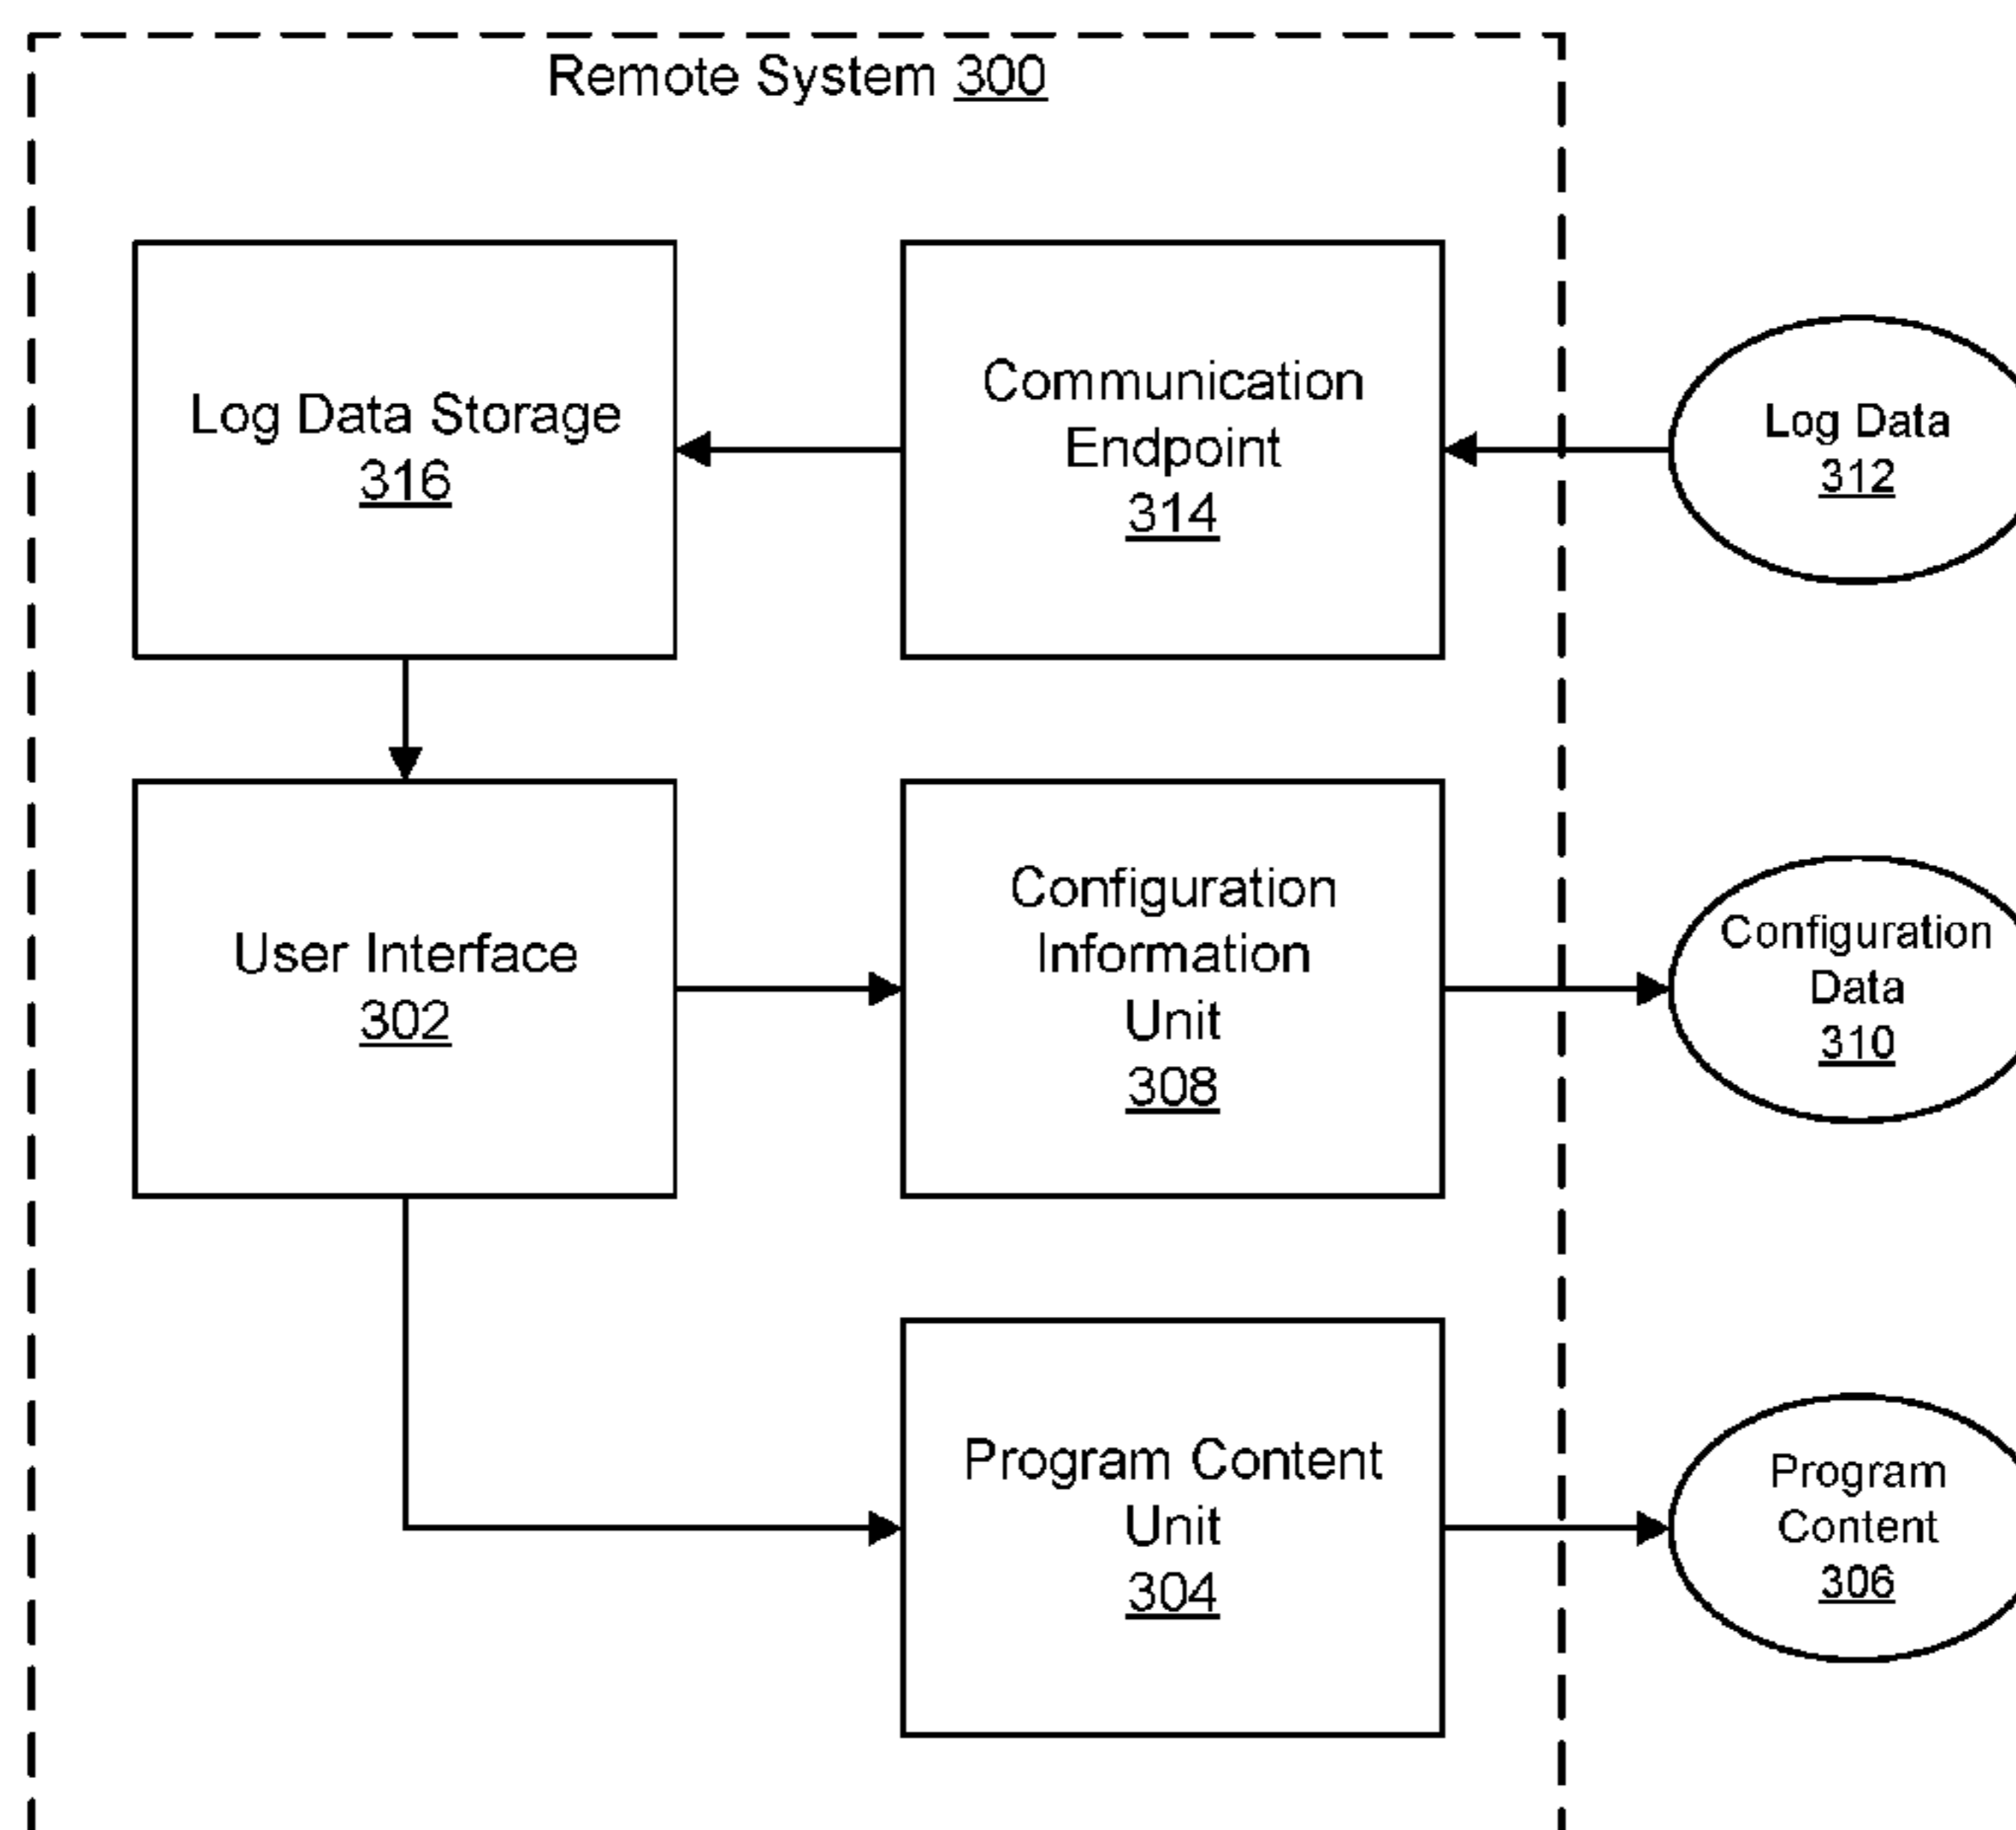 Remote System 300
Log Data Storage
316
Communication
Endpoint
314
Log Data
312
User Interface
302
Configuration
Information
Unit
308
Configuration
Data
310
Program Content
Unit
304
Program
Content
306